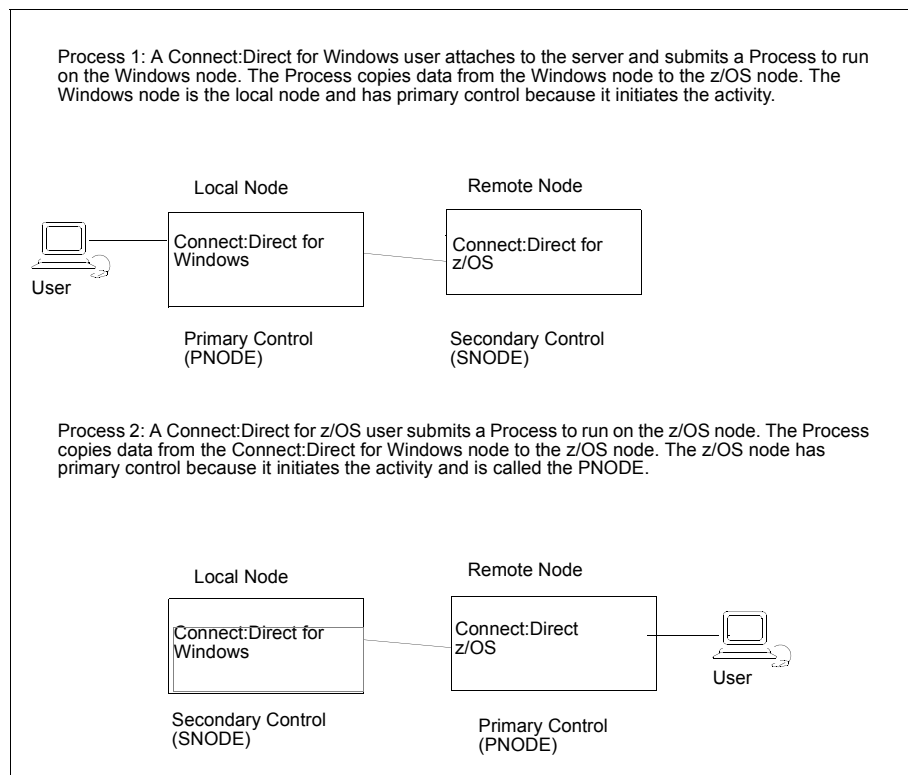 Process 1: A Connect:Direct for Windows user attaches to the server and submits a Process to run
on the Windows node. The Process copies data from the Windows node to the z/OS node. The
Windows node is the local node and has primary control because it initiates the activity.
Local Node
Remote Node
Connect:Direct for
Windows
Connect:Direct for
z/OS
User
Primary Control
(PNODE)
Secondary Control
(SNODE)
Process 2: A Connect:Direct for z/OS user submits a Process to run on the z/OS node. The Process
copies data from the Connect:Direct for Windows node to the z/OS node. The z/OS node has
primary control because it initiates the activity and is called the PNODE.
Local Node
Remote Node
Connect:Direct for
Windows
Connect:Direct
z/OS
User
Secondary Control
(SNODE)
Primary Control
(PNODE)